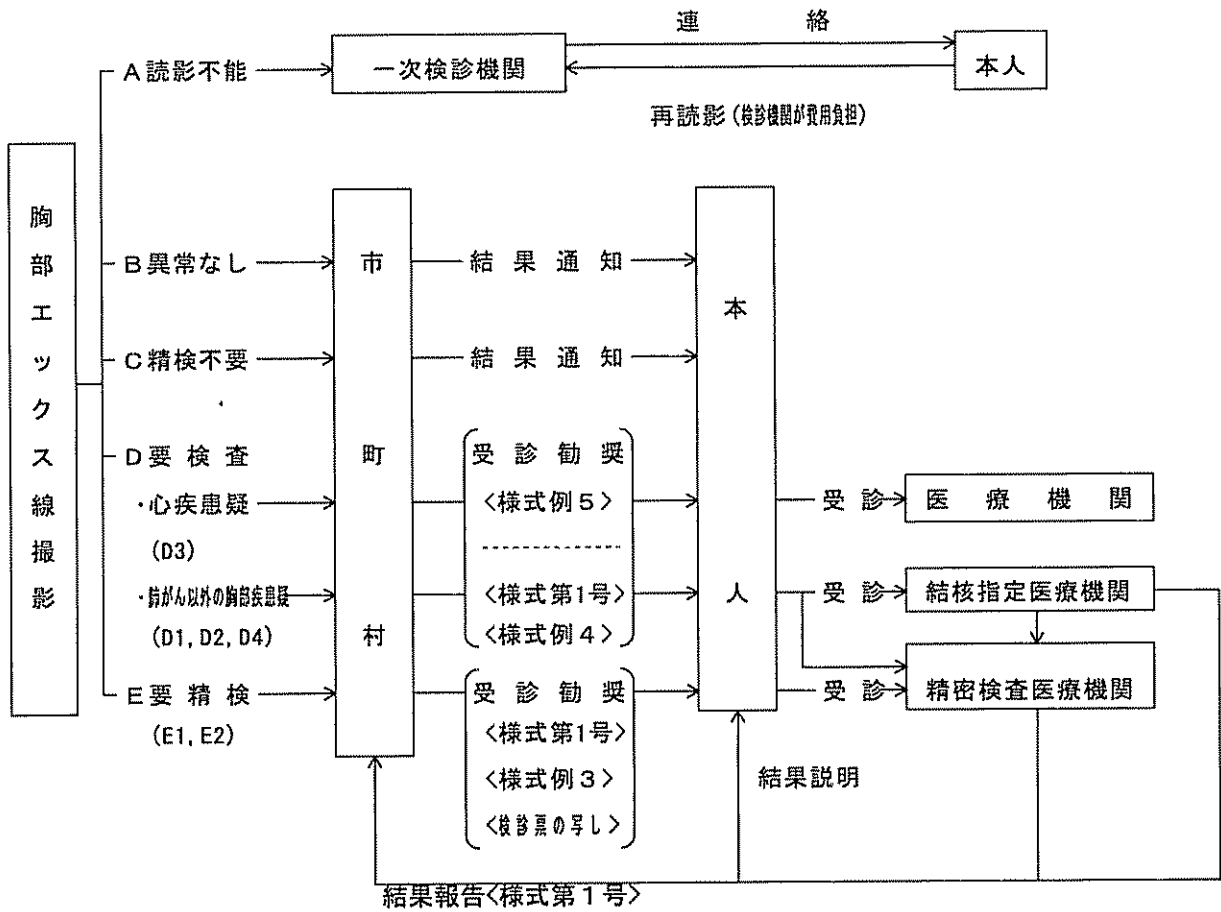 連絡
A読影不能
一次検診機関
本人
再読影(検診機関が費用負担)
胸部エックス線撮影
市町村
本人
B異常なし
結果通知
C精検不要
結果通知
D要検査
受診勧奨
・心疾患疑
<様式例5>
受診
医療機関
(D3)
・肺がん以外の胸部疾患疑
<様式第1号>
受診
結核指定医療機関
(D1,D2,D4)
<様式例4>
E要精検
受診勧奨
受診
精密検査医療機関
(E1,E2)
<様式第1号>
<様式例3>
結果説明
<検診票の写し>
結果報告<様式第1号>